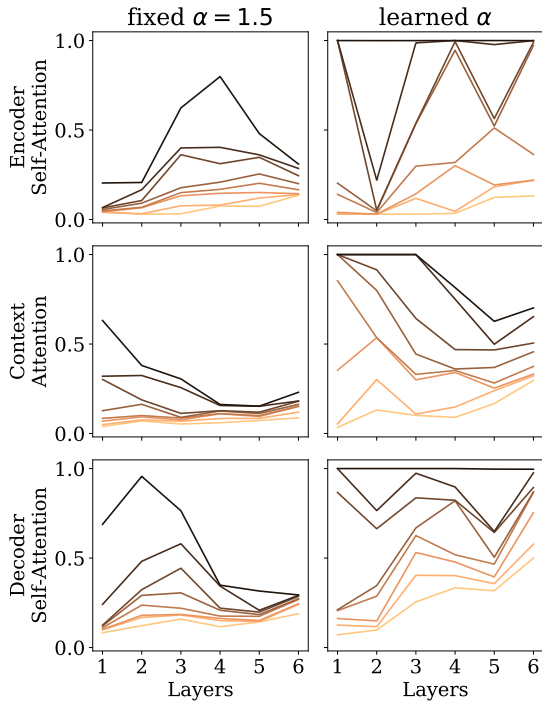 fixed α = 1.5
learned α
Encoder
Self-Attention
1.0
0.5
0.0
Context
Attention
1.0
0.5
0.0
Decoder
Self-Attention
1.0
0.5
0.0
1 2 3 4 5 6
1 2 3 4 5 6
Layers
Layers